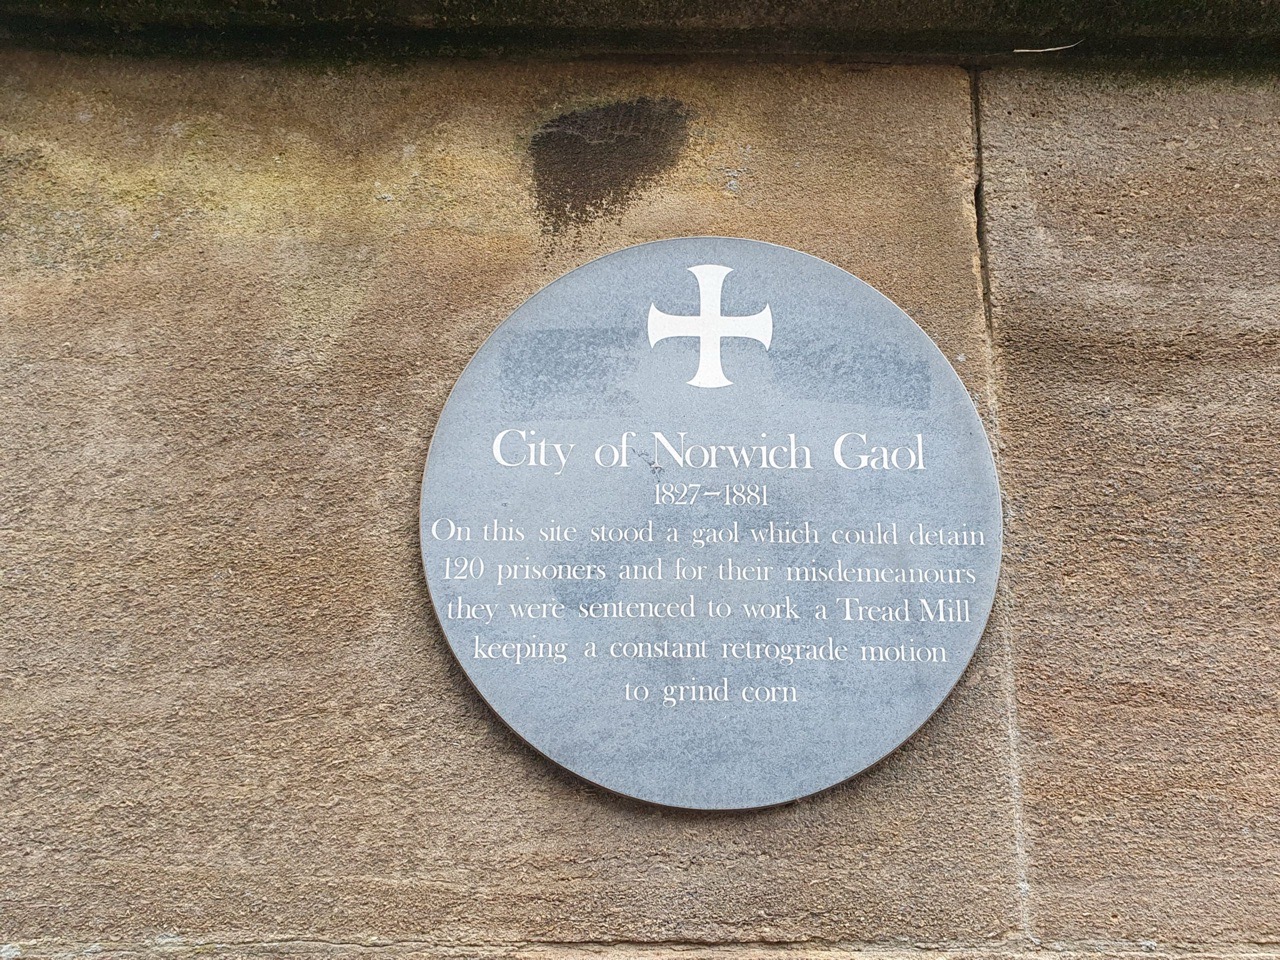 City of Norwich Gaol
1827–1881
On this site stood a gaol which could detain
120 prisoners and for their misdemeanours
they were sentenced to work a Tread Mill
keeping a constant retrograde motion
to grind corn